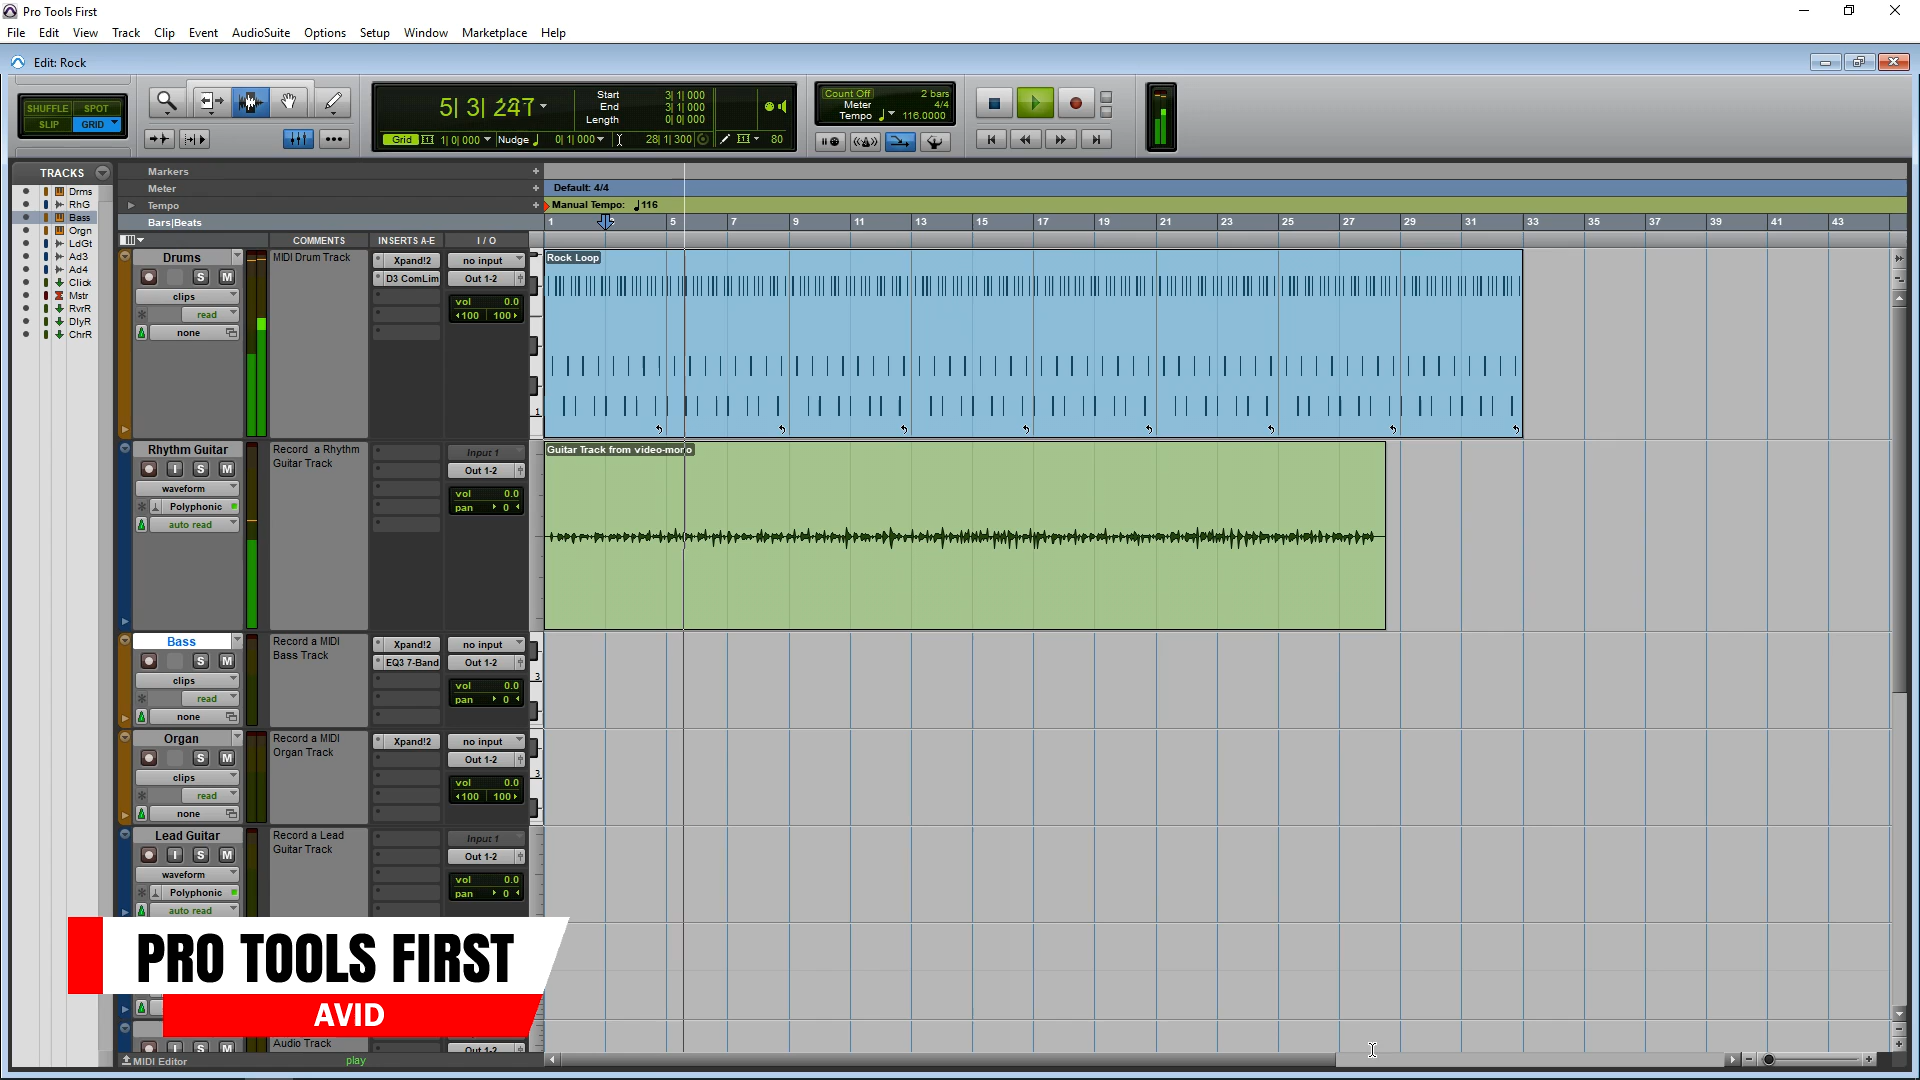 Pro Tools First
File Edit View Track Clip Event AudioSuite Options Setup Window Marketplace Help
Edit: Rock
SHUFFLE SPOT
SLIP GRID
5| 3| 247
Start 3| 1| 000
End 3| 1| 000
Length 0| 0| 000
Grid 1| 0| 000 Nudge 0| 1| 000 28| 1| 300 80
Count Off 2 bars
Meter 4/4
Tempo 116.0000
TRACKS
Drms
RhG
Bass
Orgn
LdGt
Ad3
Ad4
Click
Mstr
RvrR
DlyR
ChrR
Markers
Meter
Default: 4/4
Tempo
Manual Tempo: 116
Bars|Beats
1 5 7 9 11 13 15 17 19 21 23 25 27 29 31 33 35 37 39 41 43
COMMENTS INSERTS A-E I / O
Drums
S M
clips
read
none
MIDI Drum Track
Xpand!2
D3 ComLim
no input
Out 1-2
vol 0.0
100 100
1
Rock Loop
Rhythm Guitar
I S M
waveform
Polyphonic
auto read
Record a Rhythm
Guitar Track
Input 1
Out 1-2
vol 0.0
pan 0
Guitar Track from video-mono
Bass
S M
clips
read
none
Record a MIDI
Bass Track
Xpand!2
EQ3 7-Band
no input
Out 1-2
vol 0.0
pan 0
3
Organ
S M
clips
read
none
Record a MIDI
Organ Track
Xpand!2
no input
Out 1-2
vol 0.0
100 100
3
Lead Guitar
I S M
waveform
Polyphonic
auto read
Record a Lead
Guitar Track
Input 1
Out 1-2
vol 0.0
pan 0
PRO TOOLS FIRST
AVID
I S M
Audio Track
Out 1-2
MIDI Editor
play